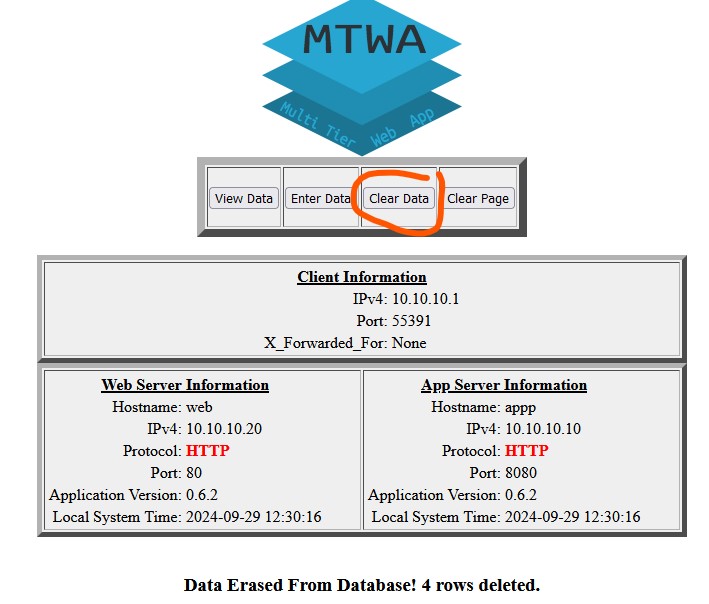 MTWA
Multi Tier Web App
View Data Enter Data Clear Data Clear Page
Client Information
IPv4: 10.10.10.1
Port: 55391
X_Forwarded_For: None
Web Server Information
Hostname: web
IPv4: 10.10.10.20
Protocol: HTTP
Port: 80
Application Version: 0.6.2
Local System Time: 2024-09-29 12:30:16
App Server Information
Hostname: appp
IPv4: 10.10.10.10
Protocol: HTTP
Port: 8080
Application Version: 0.6.2
Local System Time: 2024-09-29 12:30:16
Data Erased From Database! 4 rows deleted.